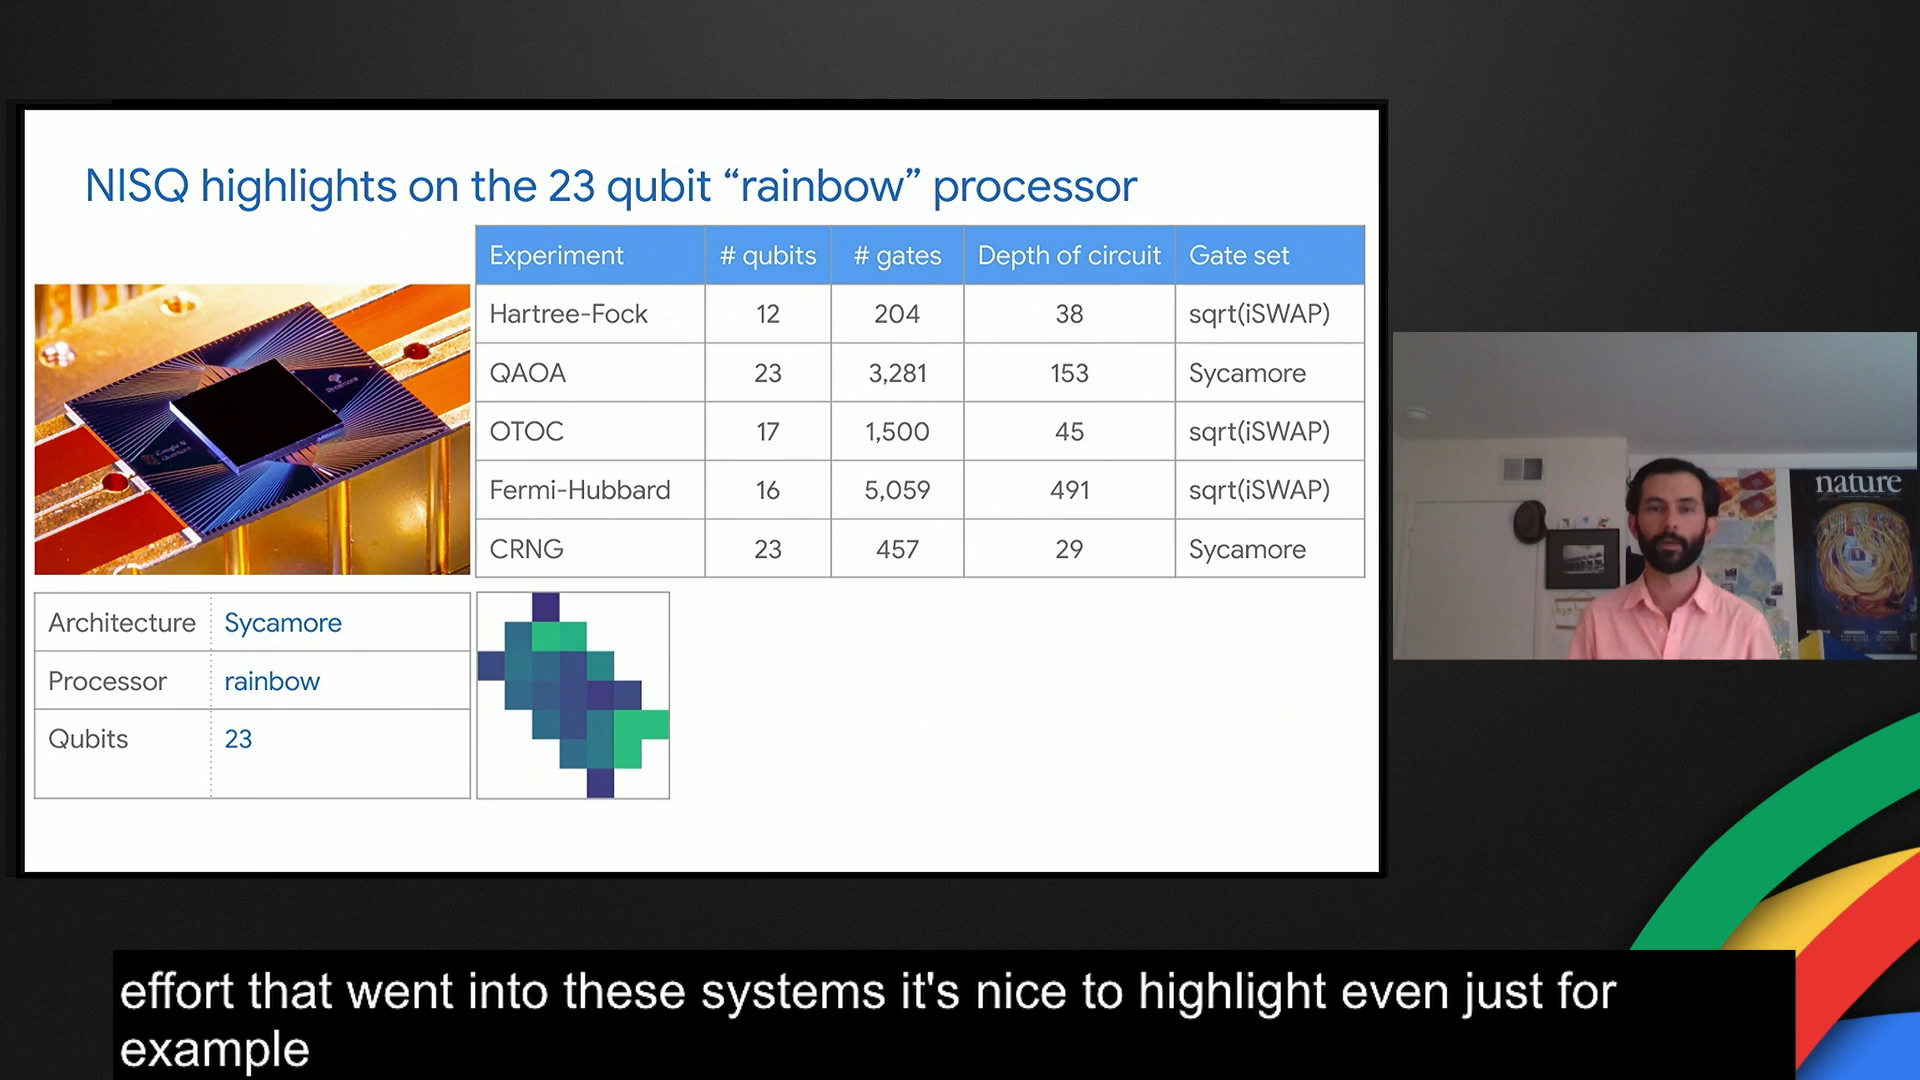 NISQ highlights on the 23 qubit “rainbow” processor
Experiment # qubits # gates Depth of circuit Gate set
Hartree-Fock 12 204 38 sqrt(iSWAP)
QAOA 23 3,281 153 Sycamore
OTOC 17 1,500 45 sqrt(iSWAP)
Fermi-Hubbard 16 5,059 491 sqrt(iSWAP)
CRNG 23 457 29 Sycamore
Architecture Sycamore
Processor rainbow
Qubits 23
nature
effort that went into these systems it's nice to highlight even just for
example